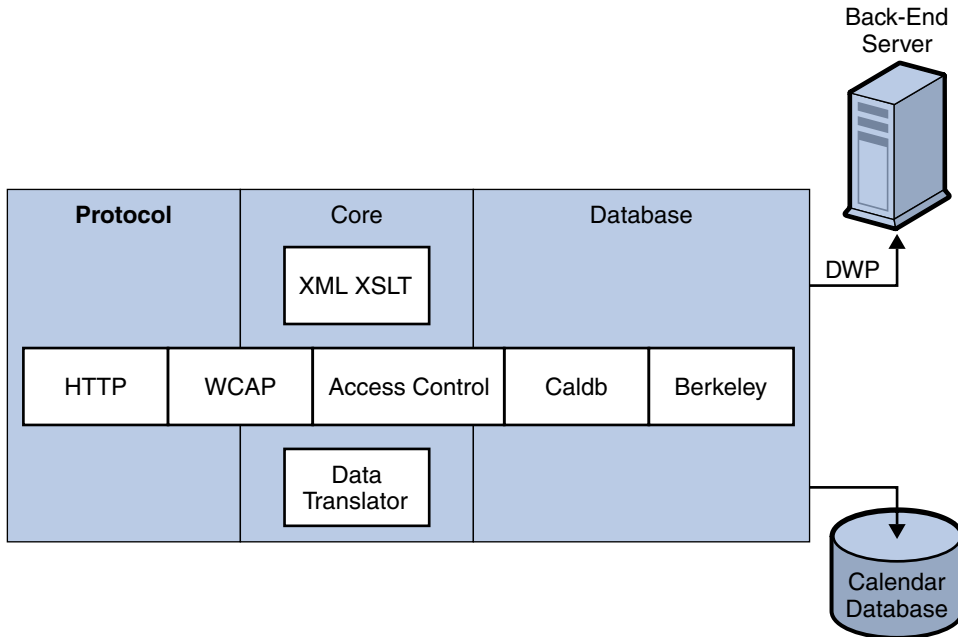 Back-End
Server
Protocol
Core
Database
DWP
XML XSLT
HTTP
WCAP
Access Control
Caldb
Berkeley
Data
Translator
Calendar
Database